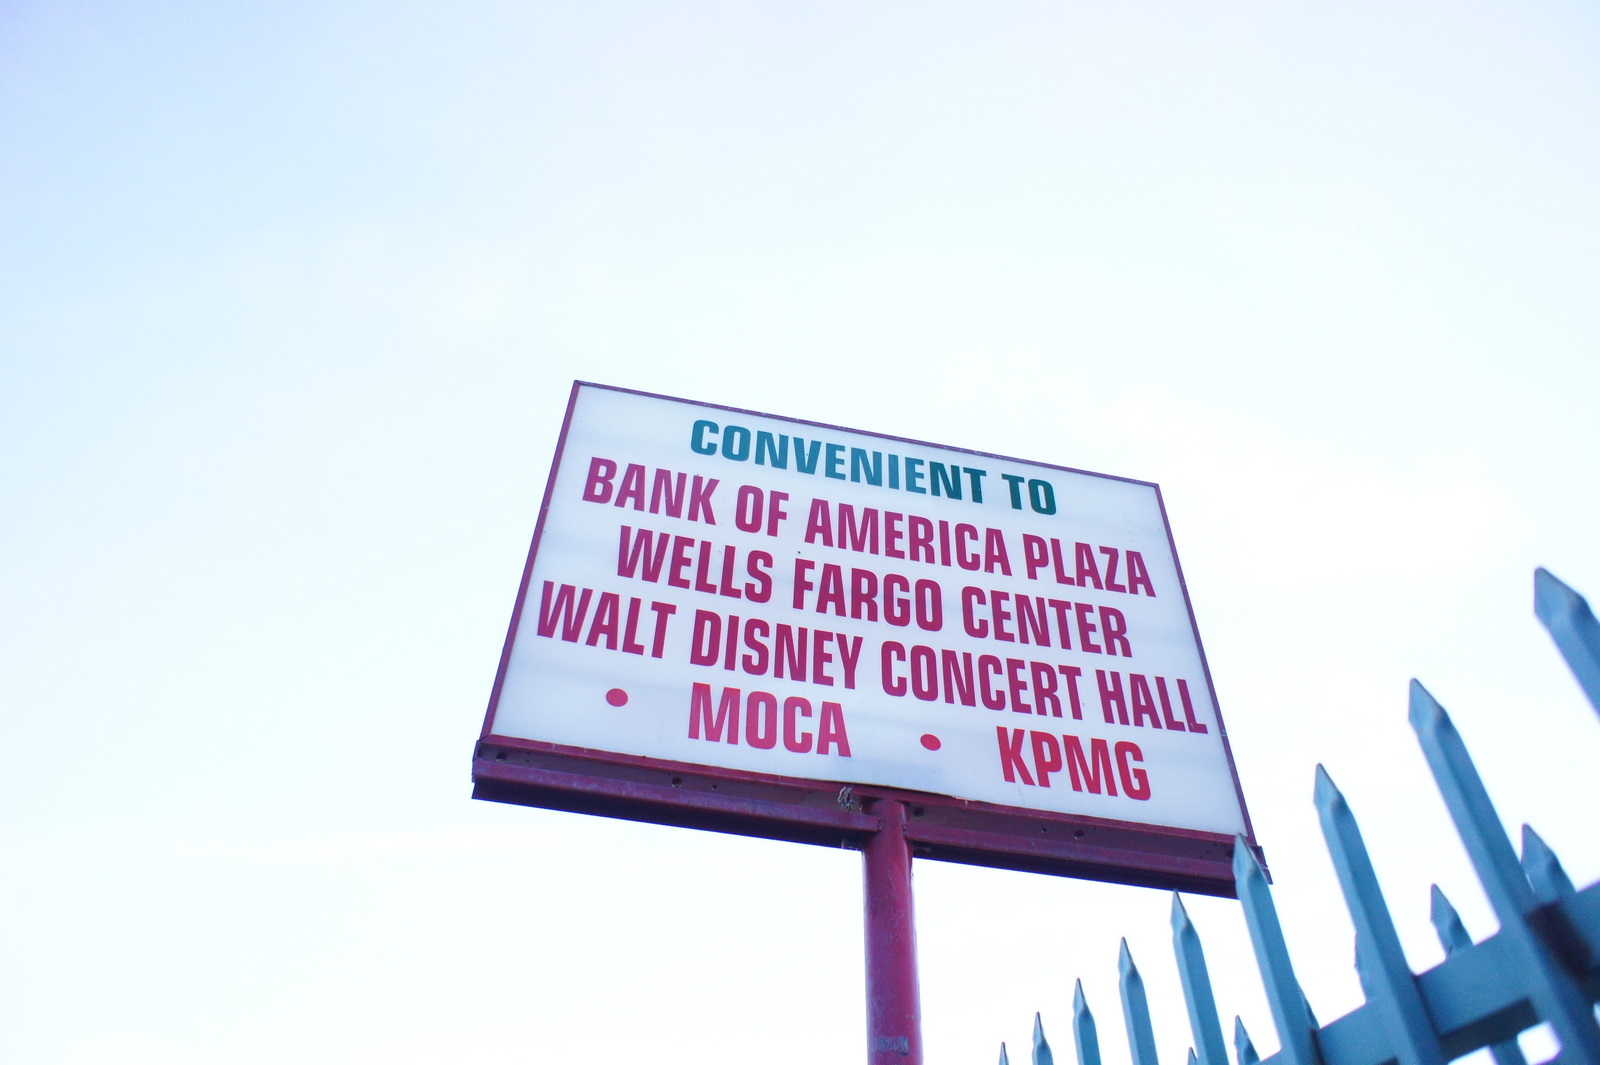 CONVENIENT TO
BANK OF AMERICA PLAZA
WELLS FARGO CENTER
WALT DISNEY CONCERT HALL
• MOCA • KPMG